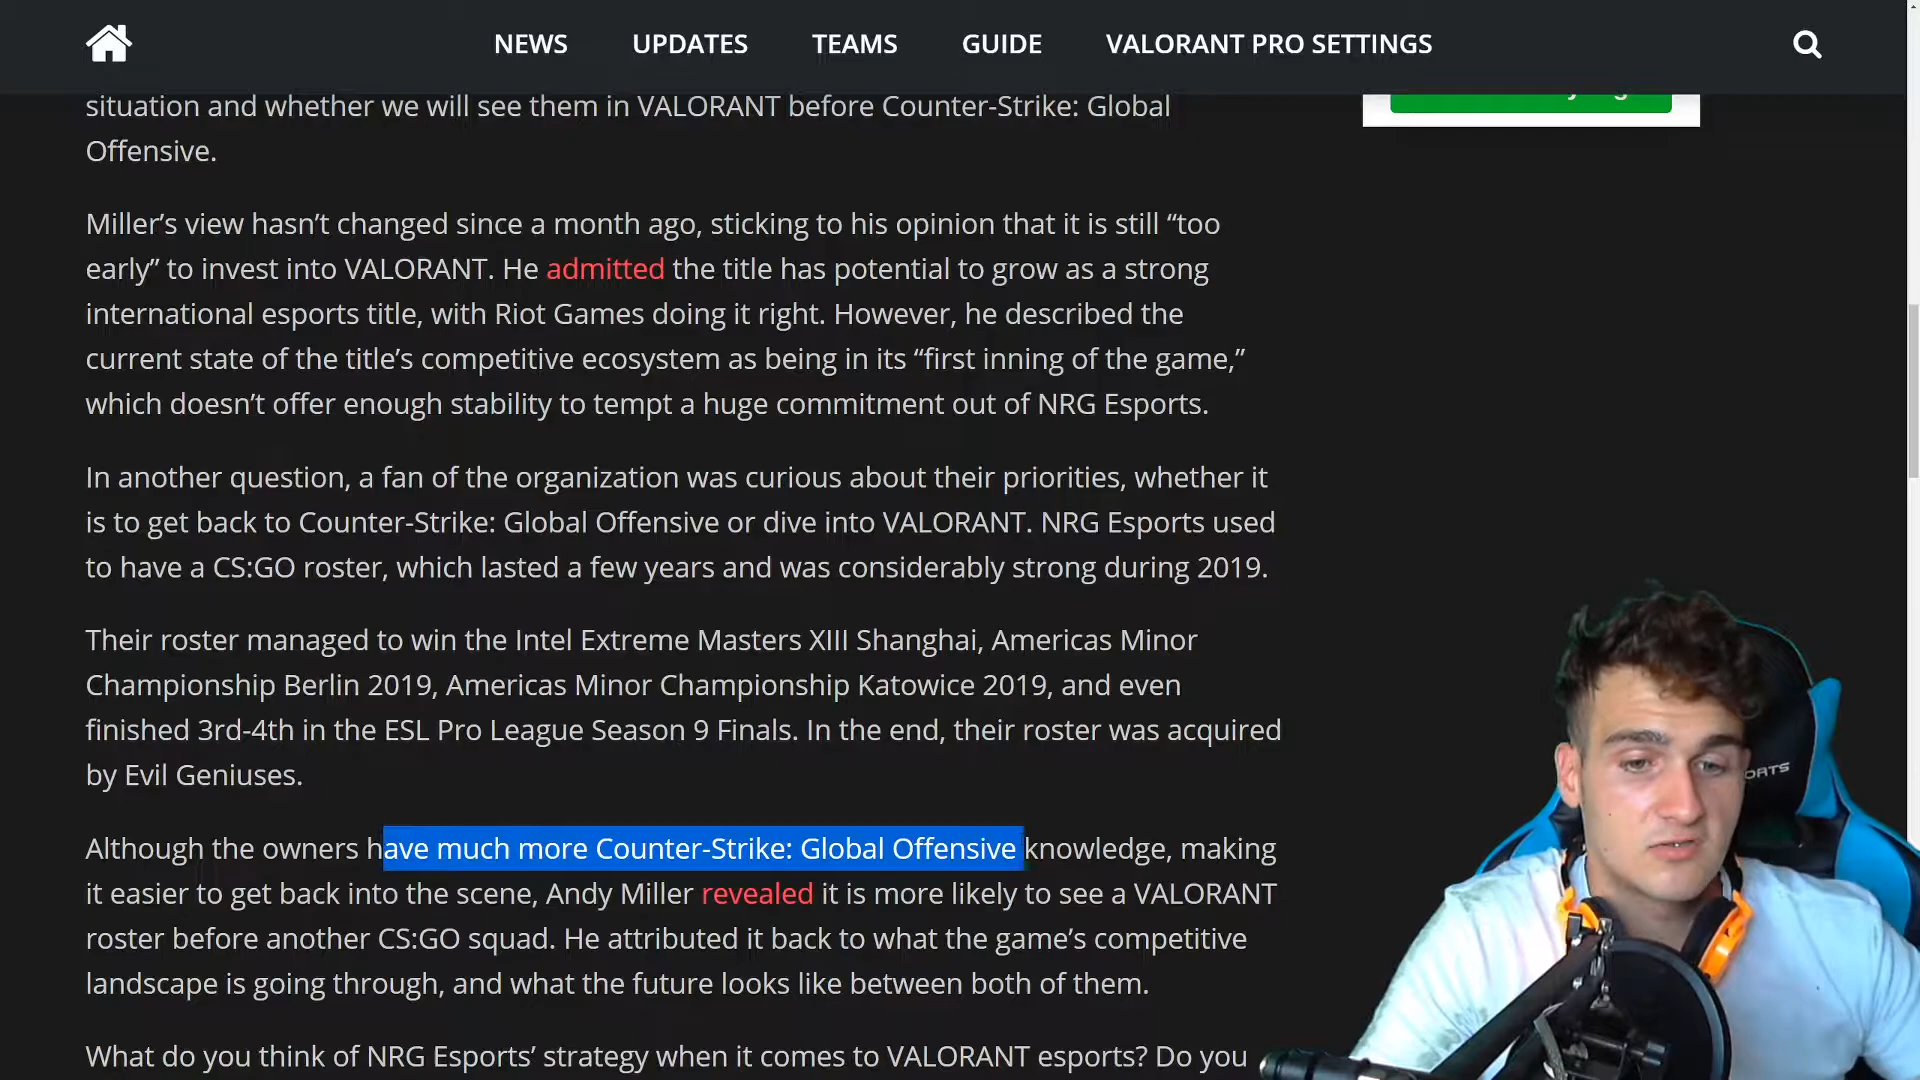 NEWS UPDATES TEAMS GUIDE VALORANT PRO SETTINGS
situation and whether we will see them in VALORANT before Counter-Strike: Global
Offensive.
Miller’s view hasn’t changed since a month ago, sticking to his opinion that it is still “too
early” to invest into VALORANT. He admitted the title has potential to grow as a strong
international esports title, with Riot Games doing it right. However, he described the
current state of the title’s competitive ecosystem as being in its “first inning of the game,”
which doesn’t offer enough stability to tempt a huge commitment out of NRG Esports.
In another question, a fan of the organization was curious about their priorities, whether it
is to get back to Counter-Strike: Global Offensive or dive into VALORANT. NRG Esports used
to have a CS:GO roster, which lasted a few years and was considerably strong during 2019.
Their roster managed to win the Intel Extreme Masters XIII Shanghai, Americas Minor
Championship Berlin 2019, Americas Minor Championship Katowice 2019, and even
finished 3rd-4th in the ESL Pro League Season 9 Finals. In the end, their roster was acquired
by Evil Geniuses.
Although the owners have much more Counter-Strike: Global Offensive knowledge, making
it easier to get back into the scene, Andy Miller revealed it is more likely to see a VALORANT
roster before another CS:GO squad. He attributed it back to what the game’s competitive
landscape is going through, and what the future looks like between both of them.
What do you think of NRG Esports’ strategy when it comes to VALORANT esports? Do you